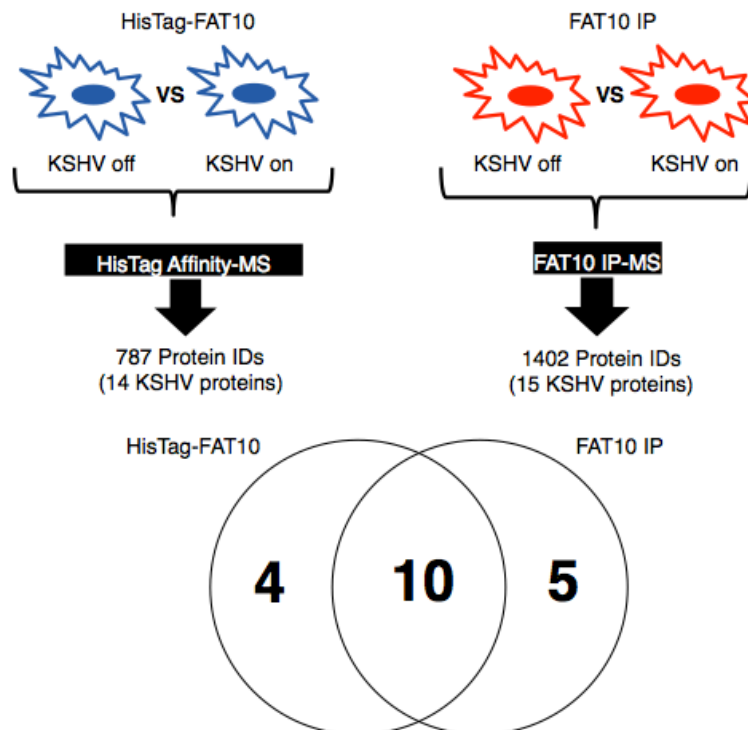 HisTag-FAT10
FAT10 IP
VS
VS
KSHV off
KSHV on
KSHV off
KSHV on
HisTag Affinity-MS
FAT10 IP-MS
787 Protein IDs
(14 KSHV proteins)
1402 Protein IDs
(15 KSHV proteins)
HisTag-FAT10
FAT10 IP
4
10
5